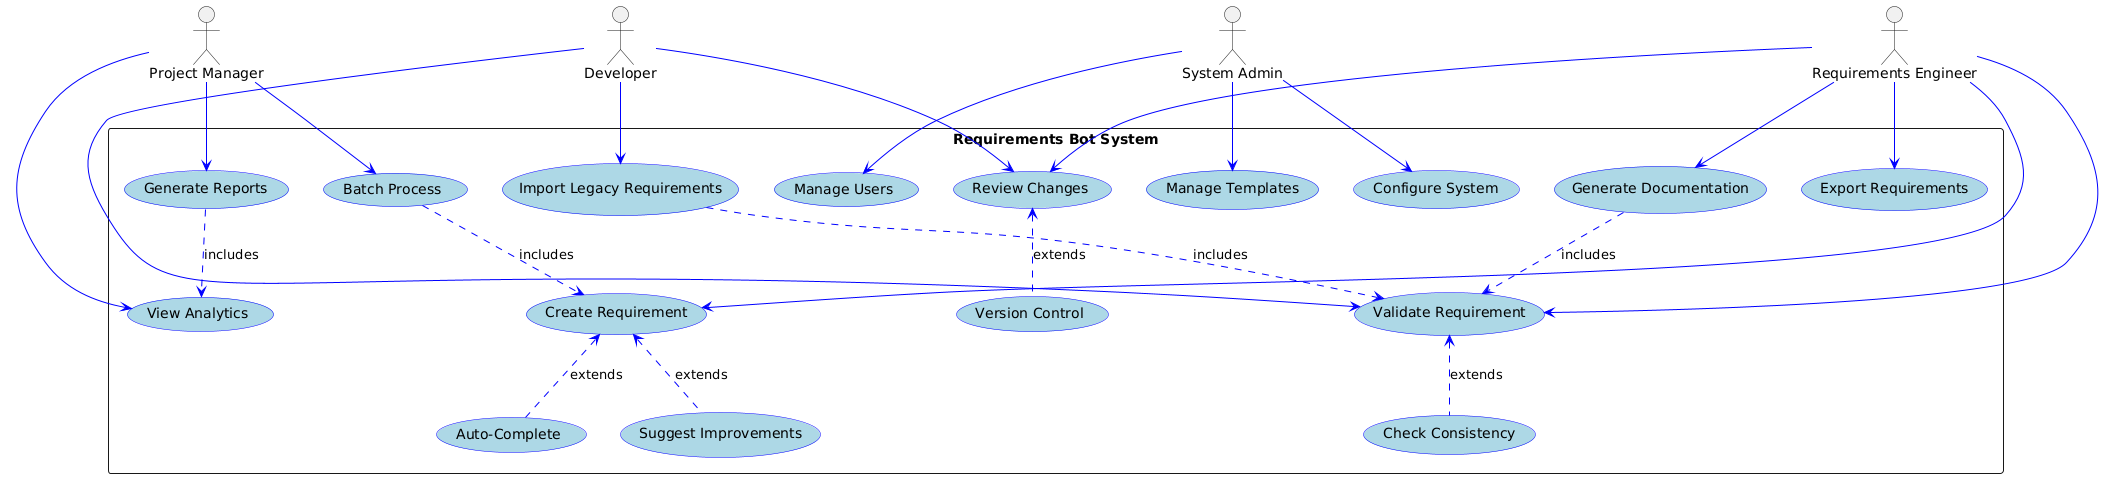 Project Manager
Developer
System Admin
Requirements Engineer
Requirements Bot System
Generate Reports
Batch Process
Import Legacy Requirements
Manage Users
Review Changes
Manage Templates
Configure System
Generate Documentation
Export Requirements
includes
includes
extends
includes
includes
View Analytics
Create Requirement
Version Control
Validate Requirement
extends
extends
extends
Auto-Complete
Suggest Improvements
Check Consistency